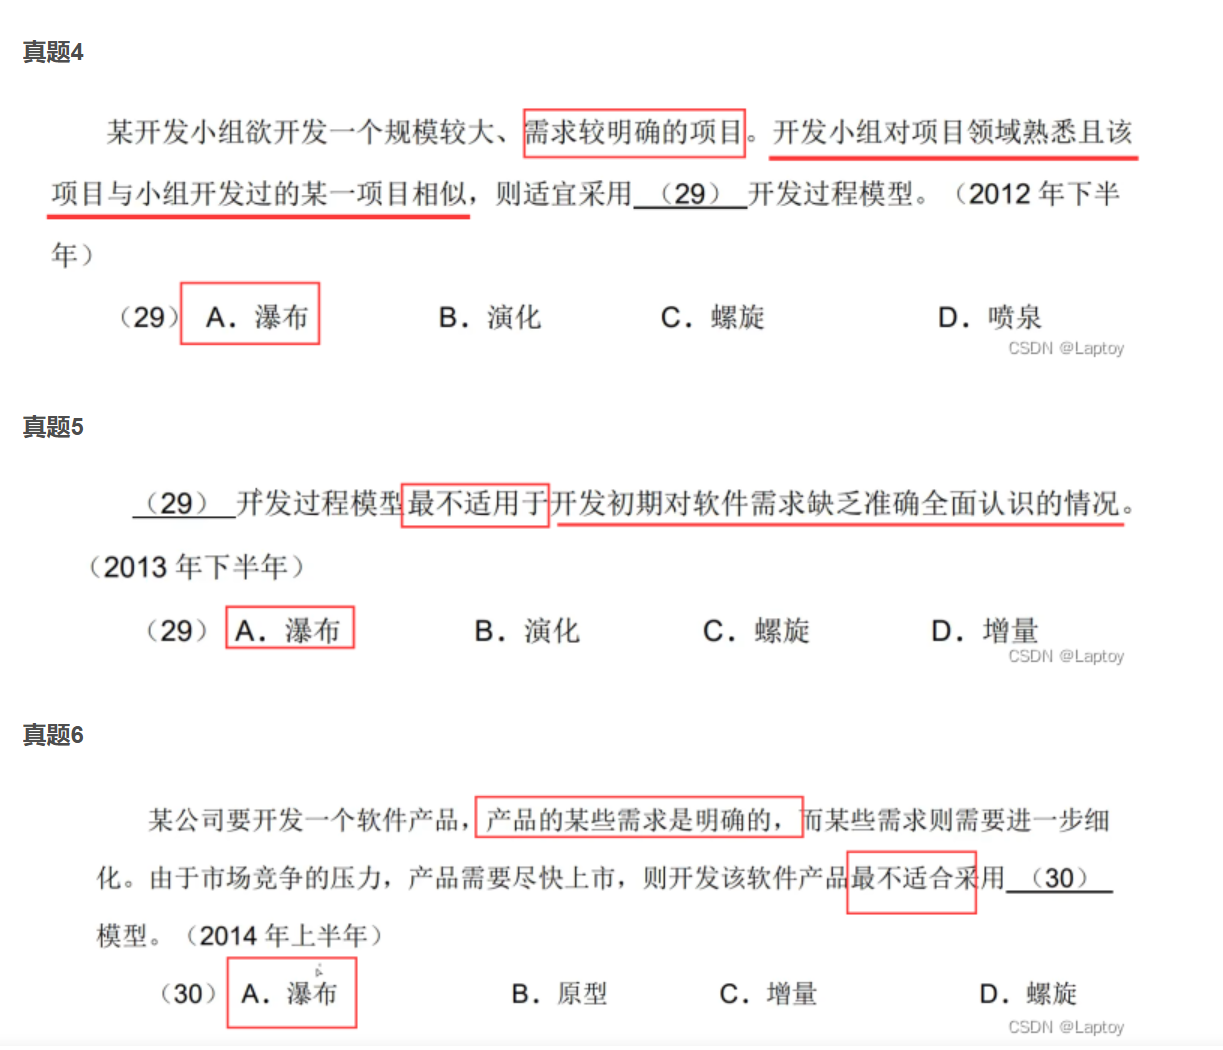 真题4
某开发小组欲开发一个规模较大、需求较明确的项目。开发小组对项目领域熟悉且该
项目与小组开发过的某一项目相似，则适宜采用 （29） 开发过程模型。（2012 年下半
年）
（29） A．瀑布 B．演化 C．螺旋 D．喷泉
CSDN @Laptoy
真题5
（29） 开发过程模型最不适用于开发初期对软件需求缺乏准确全面认识的情况。
（2013 年下半年）
（29） A．瀑布 B．演化 C．螺旋 D．增量
CSDN @Laptoy
真题6
某公司要开发一个软件产品，产品的某些需求是明确的，而某些需求则需要进一步细
化。由于市场竞争的压力，产品需要尽快上市，则开发该软件产品最不适合采用 （30）
模型。（2014 年上半年）
（30） A．瀑布 B．原型 C．增量 D．螺旋
CSDN @Laptoy